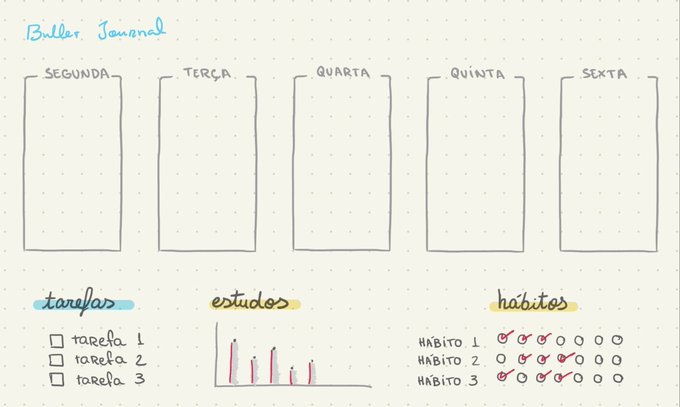 Buller Journal
SEGUNDA
TERÇA
QUARTA
QUINTA
SEXTA
tarefas
tarefa 1
tarefa 2
tarefa 3
estudos
hábitos
HÁBITO 1
HÁBITO 2
HÁBITO 3